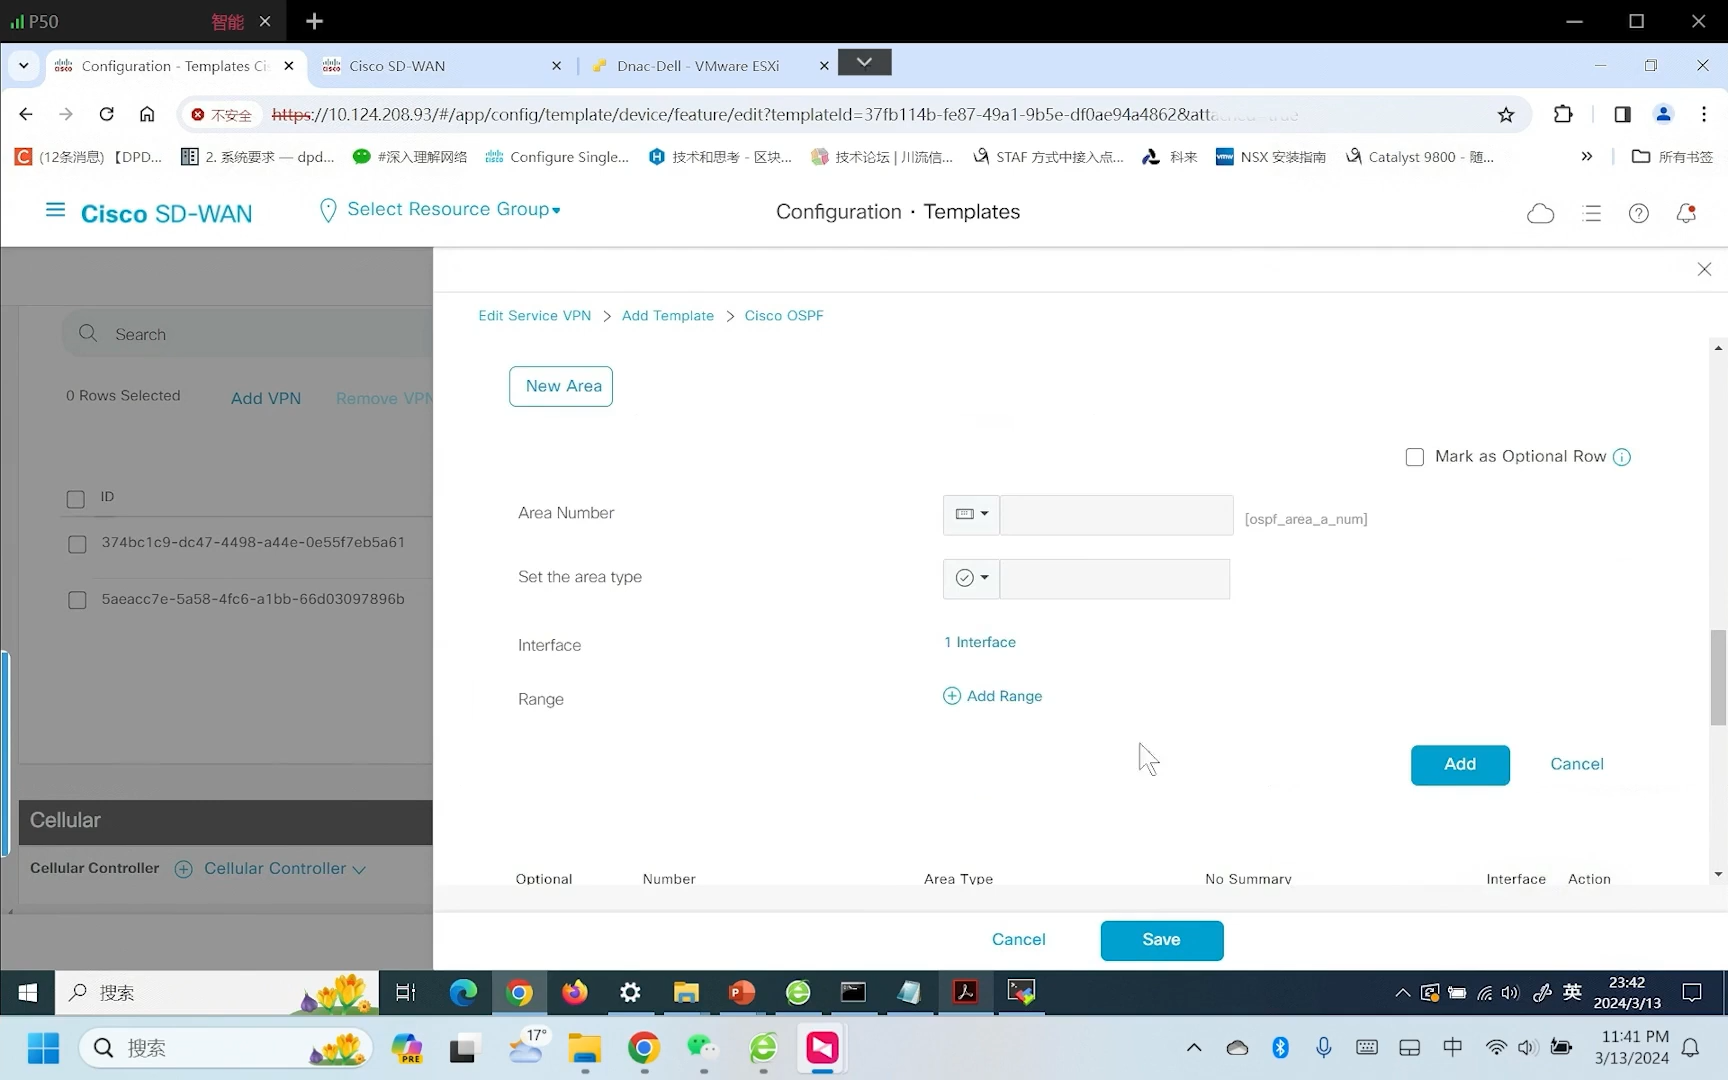 P50 智能
Configuration - Templates Ci
Cisco SD-WAN
Dnac-Dell - VMware ESXi
不安全 https://10.124.208.93/#/app/config/template/device/feature/edit?templateId=37fb114b-fe87-49a1-9b5e-df0ae94a4862&attached=true
(12条消息) 【DPD...
2. 系统要求 — dpd...
#深入理解网络
Configure Single...
技术和思考 - 区块...
技术论坛 | 川流信...
STAF 方式中接入点...
科来
NSX 安装指南
Catalyst 9800 - 随...
所有书签
Cisco SD-WAN
Select Resource Group
Configuration · Templates
Edit Service VPN > Add Template > Cisco OSPF
Search
New Area
0 Rows Selected Add VPN Remove VPN
Mark as Optional Row
ID
Area Number [ospf_area_a_num]
374bc1c9-dc47-4498-a44e-0e55f7eb5a61
Set the area type
5aeacc7e-5a58-4fc6-a1bb-66d03097896b
Interface 1 Interface
Range Add Range
Add Cancel
Cellular
Cellular Controller Cellular Controller
Optional Number Area Type No Summary Interface Action
Cancel Save
搜索
英
23:42
2024/3/13
17°
搜索
PRE
中
11:41 PM
3/13/2024